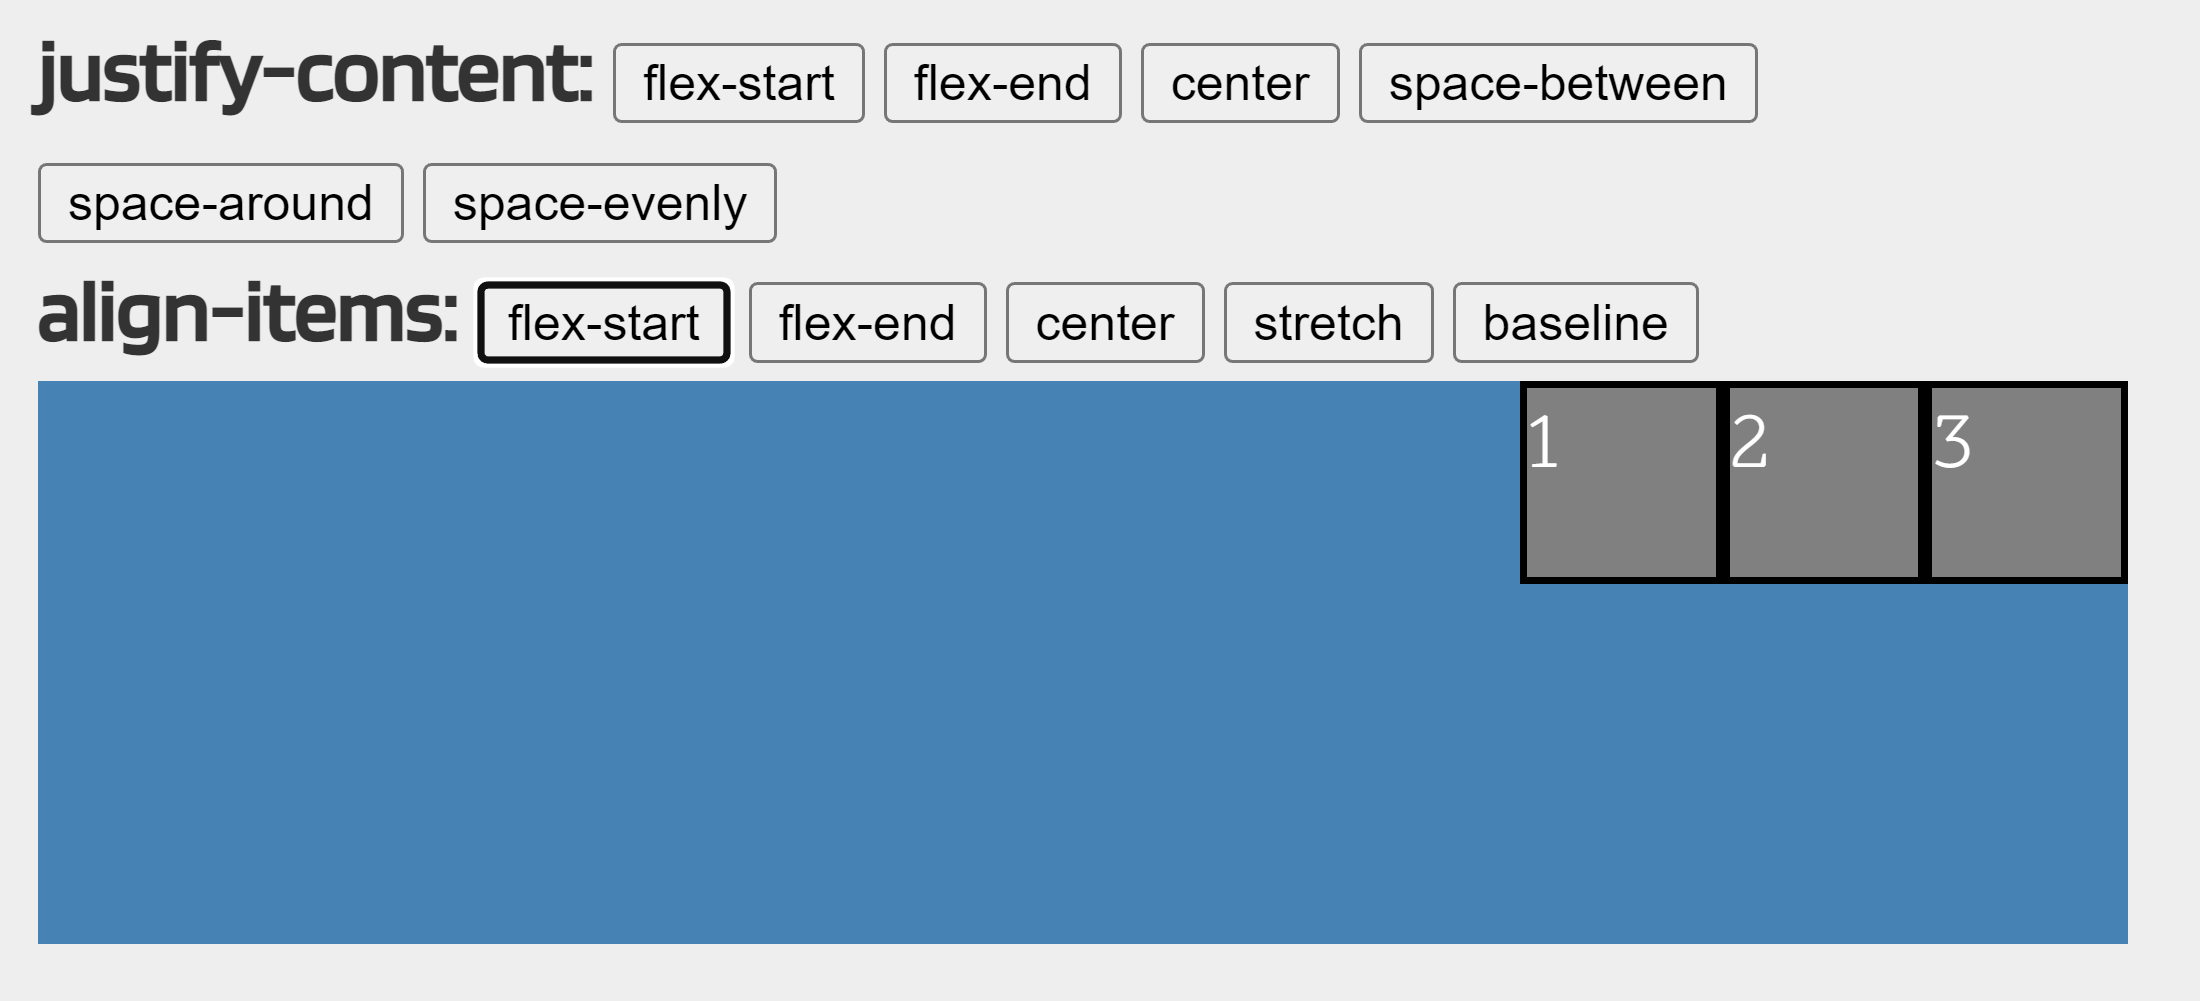 justify-content: flex-start flex-end center space-between
space-around space-evenly
align-items: flex-start flex-end center stretch baseline
1 2 3